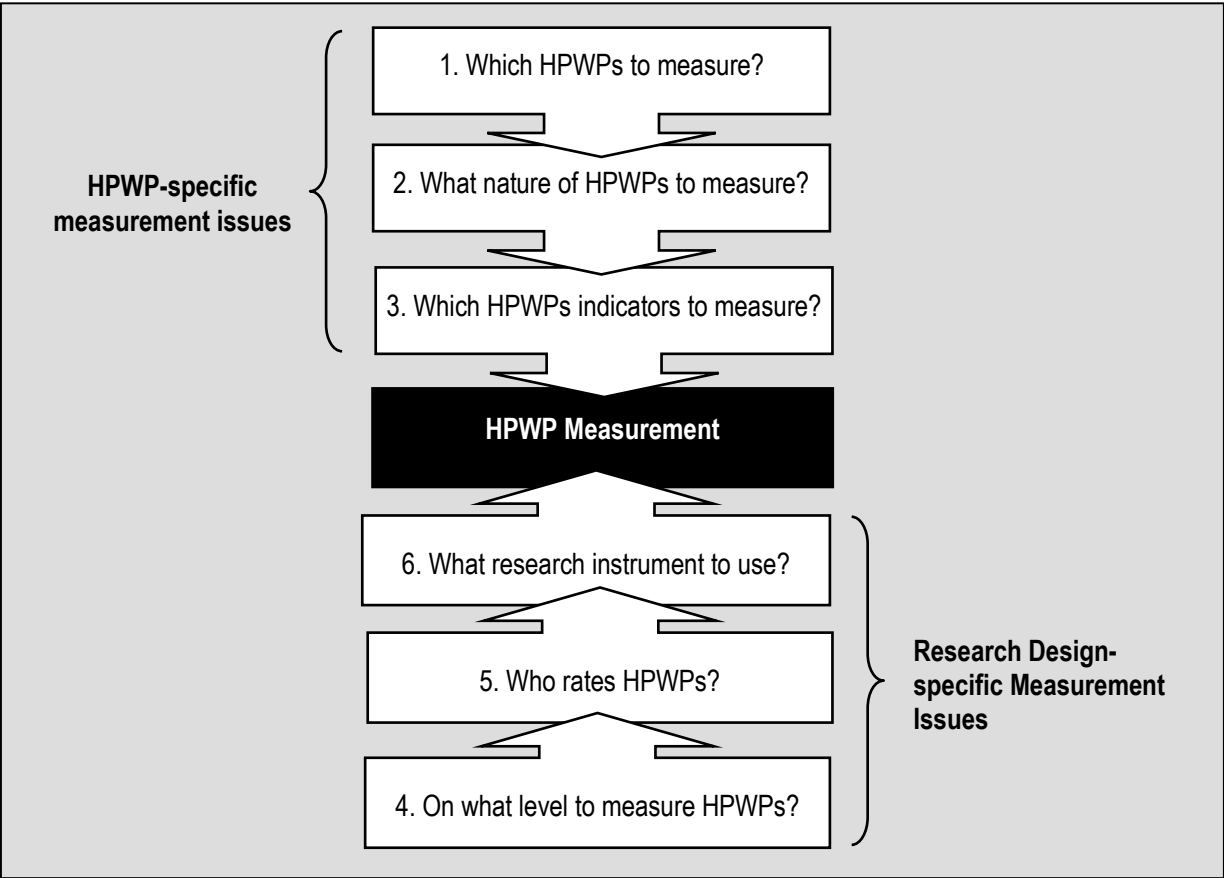 1. Which HPWPs to measure?
HPWP-specific
measurement issues
2. What nature of HPWPs to measure?
3. Which HPWPs indicators to measure?
HPWP Measurement
6. What research instrument to use?
5. Who rates HPWPs?
Research Design-
specific Measurement
Issues
4. On what level to measure HPWPs?